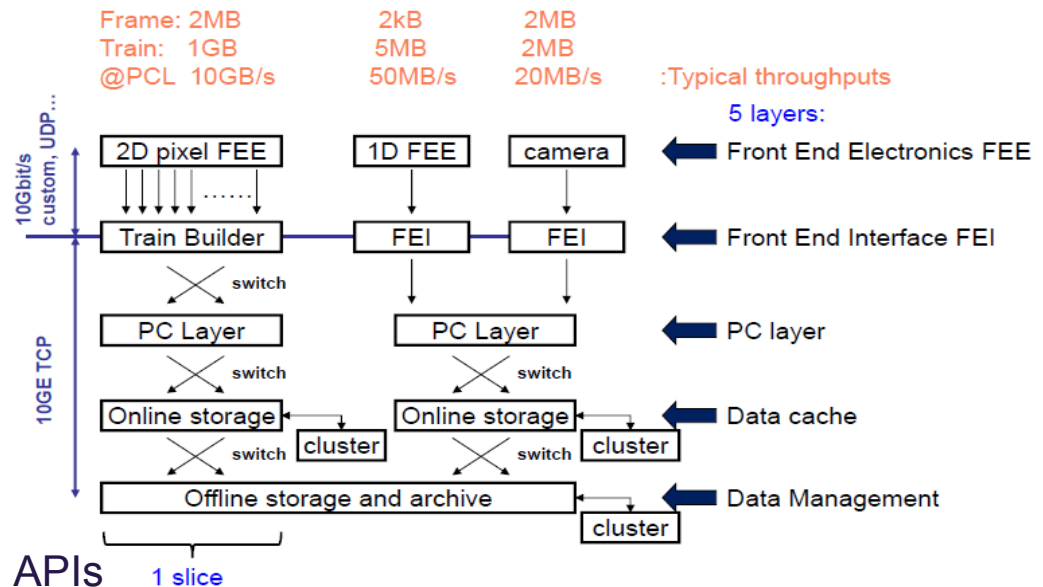 Frame: 2MB 2kB 2MB
Train: 1GB 5MB 2MB
@PCL 10GB/s 50MB/s 20MB/s :Typical throughputs
5 layers:
10Gbit/s
custom, UDP...
2D pixel FEE 1D FEE camera Front End Electronics FEE
......
Train Builder FEI FEI Front End Interface FEI
switch
10GE TCP
PC Layer PC Layer PC layer
switch switch
Online storage Online storage Data cache
cluster cluster
switch switch
Offline storage and archive Data Management
cluster
APIs 1 slice